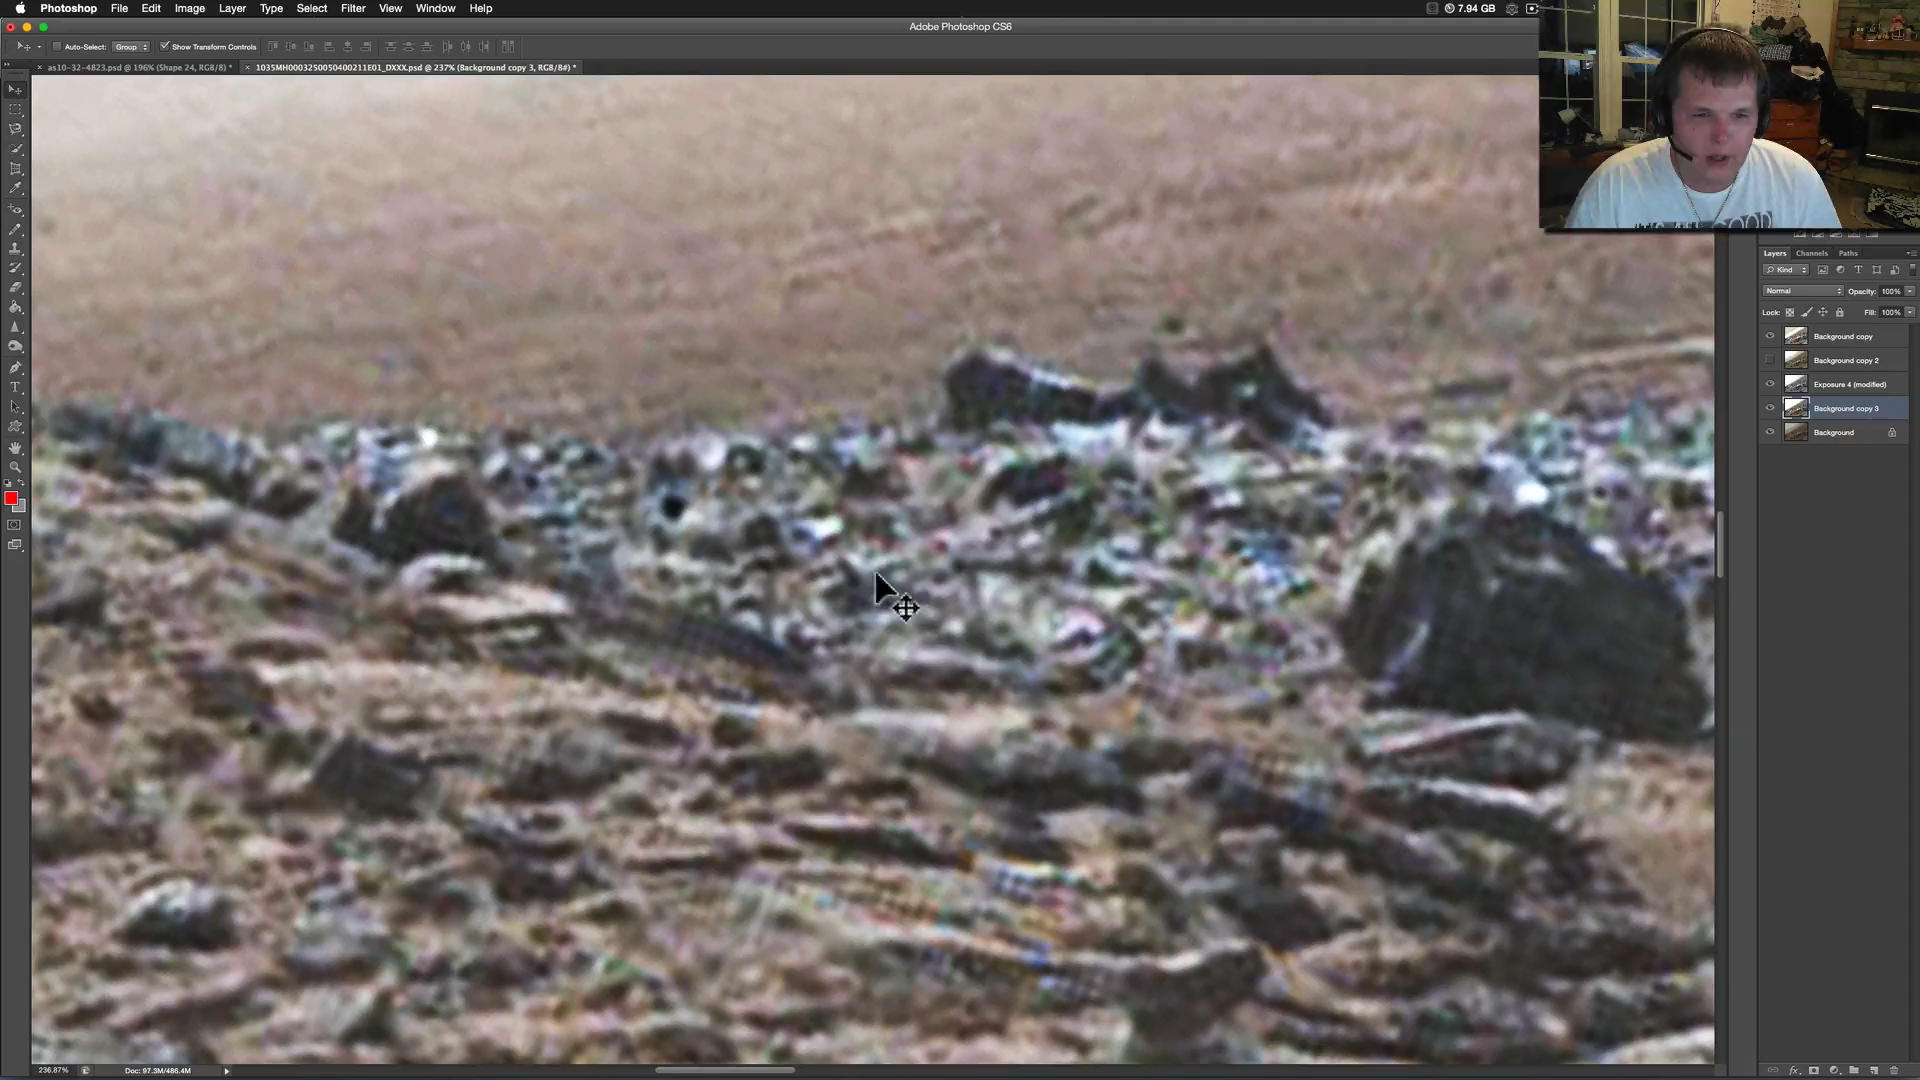 Photoshop File Edit Image Layer Type Select Filter View Window Help 7.94 GB
Adobe Photoshop CS6
Auto-Select: Group Show Transform Controls
as10-32-4823.psd @ 196% (Shape 24, RGB/8) * 1035MH0003250050400211E01_DXXX.psd @ 237% (Background copy 3, RGB/8#) *
Layers Channels Paths
Kind
Normal Opacity: 100%
Lock: Fill: 100%
Background copy
Background copy 2
Exposure 4 (modified)
Background copy 3
Background
236.87% Doc: 97.3M/486.4M